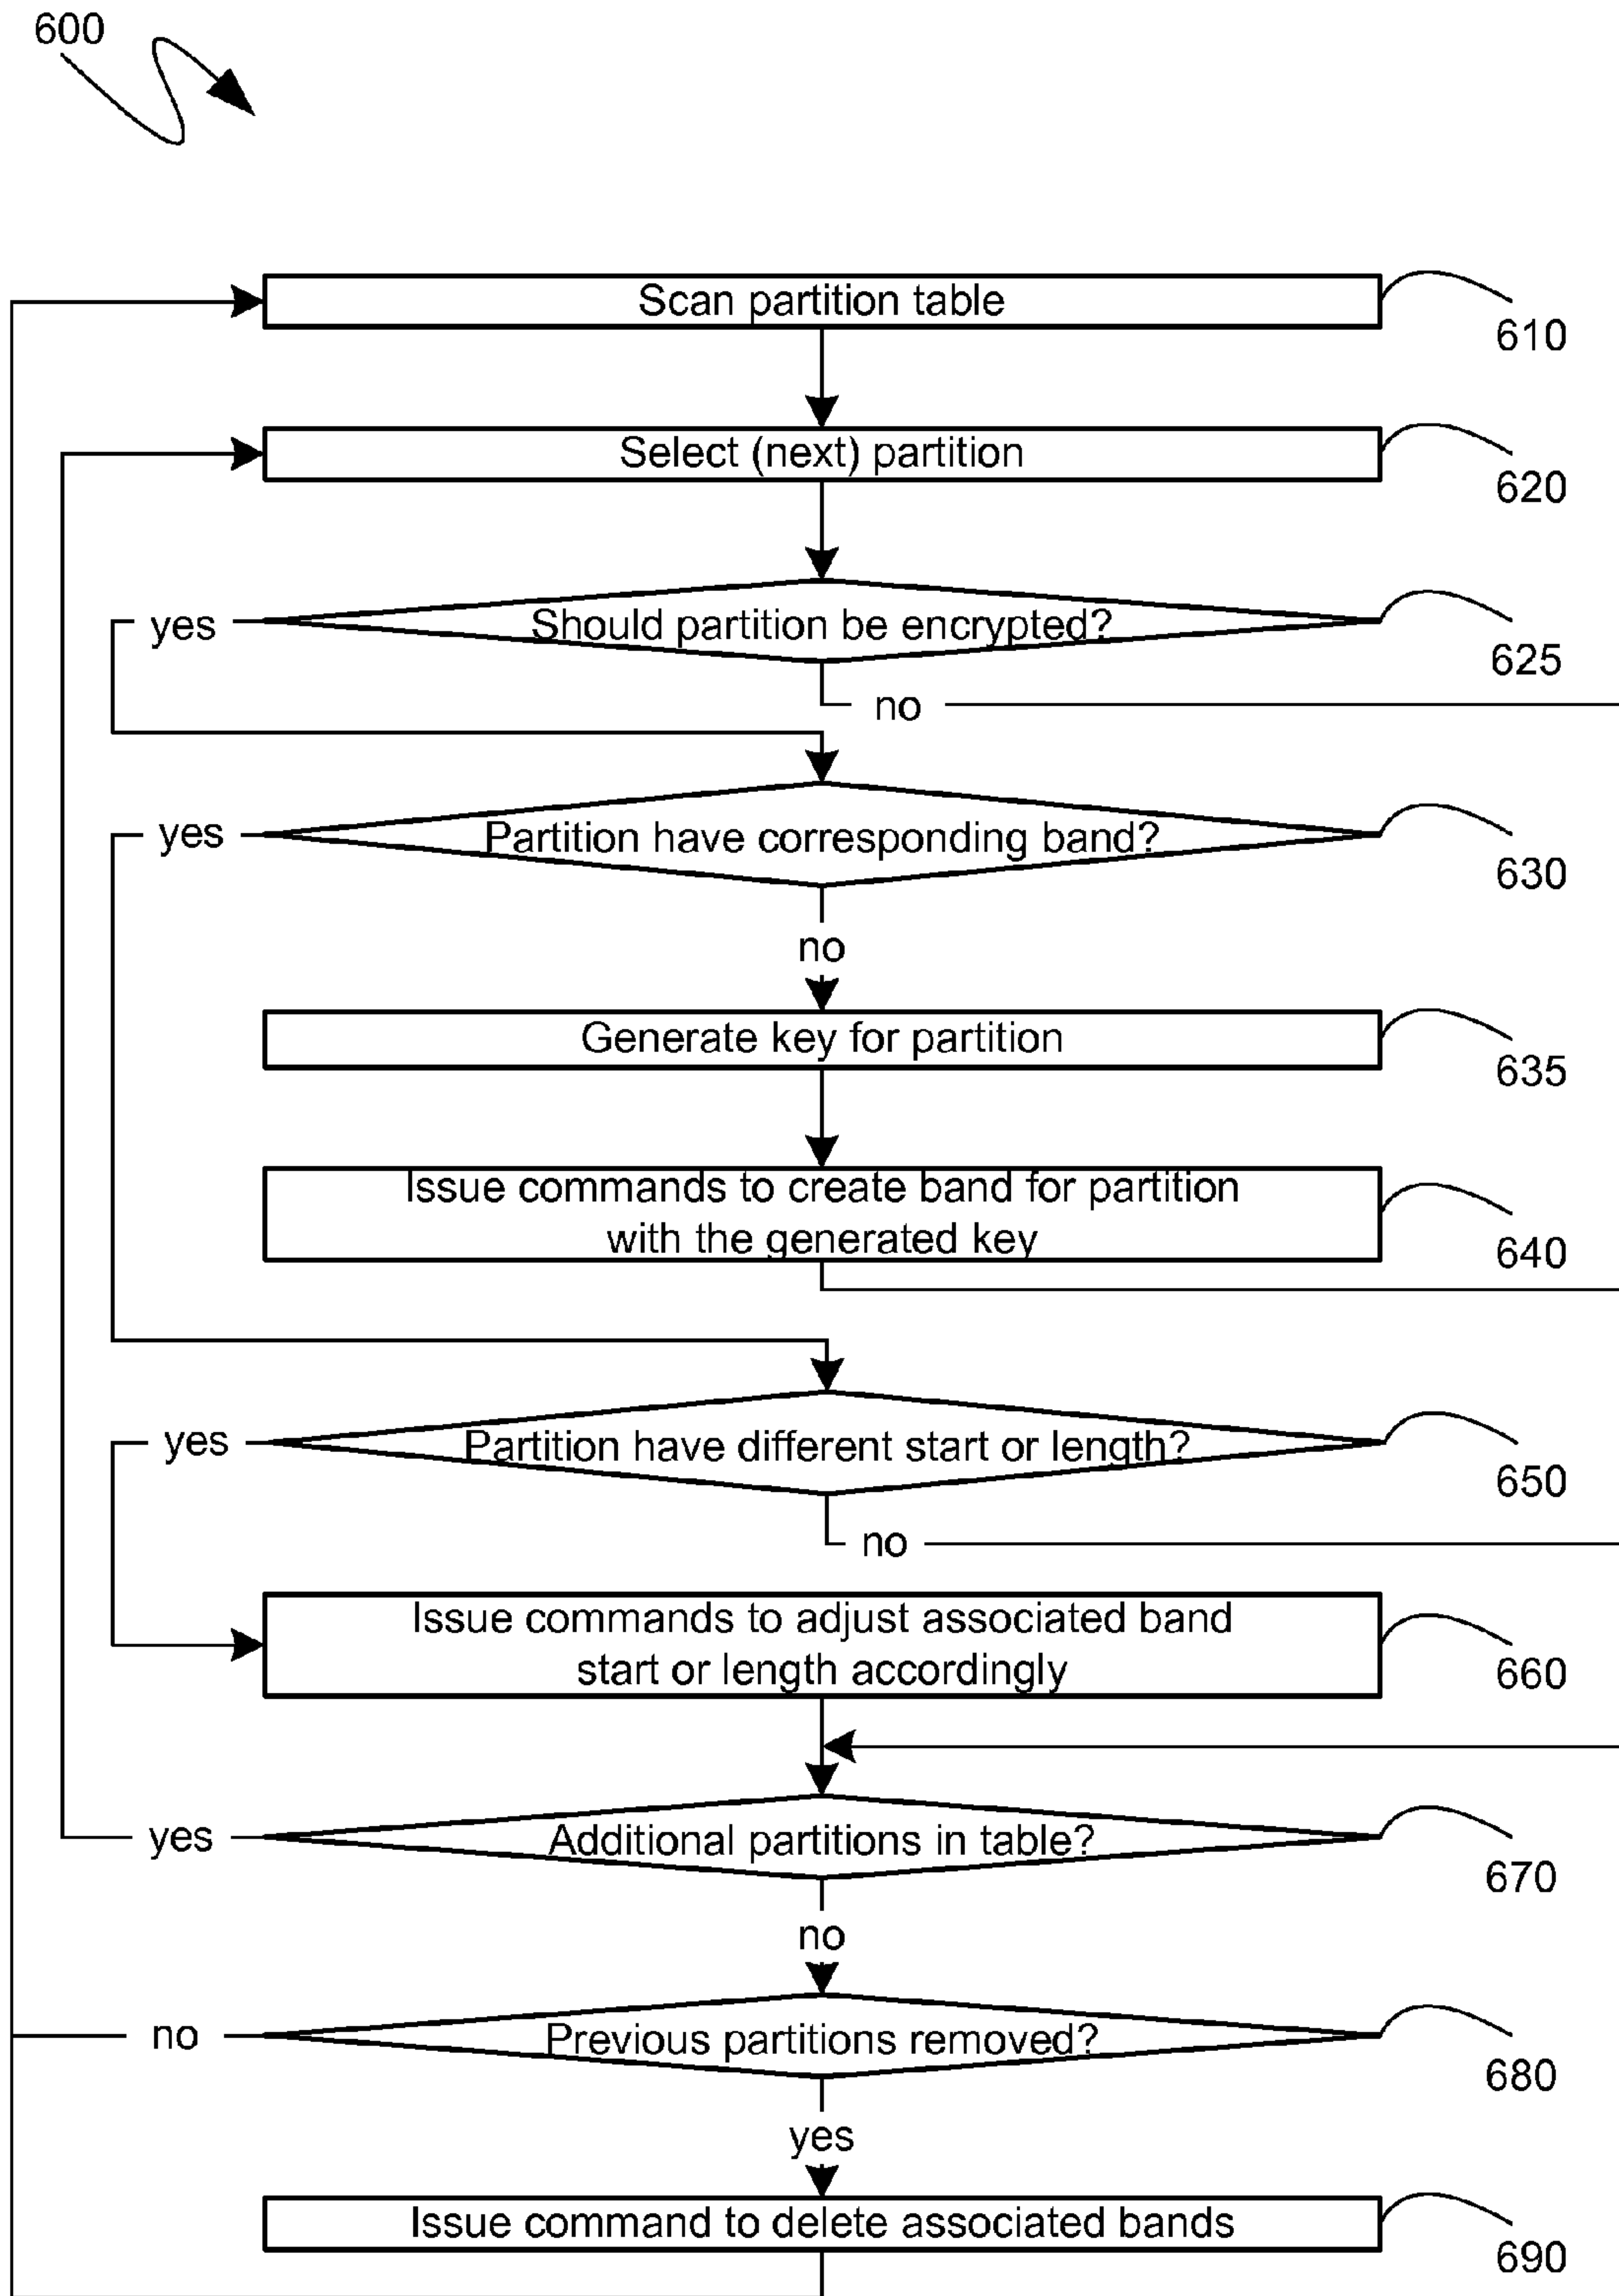 600
Scan partition table
610
Select (next) partition
620
Should partition be encrypted?
yes
625
no
Partition have corresponding band?
yes
630
no
Generate key for partition
635
Issue commands to create band for partition
with the generated key
640
Partition have different start or length?
yes
650
no
Issue commands to adjust associated band
start or length accordingly
660
Additional partitions in table?
yes
670
no
Previous partitions removed?
no
680
yes
Issue command to delete associated bands
690